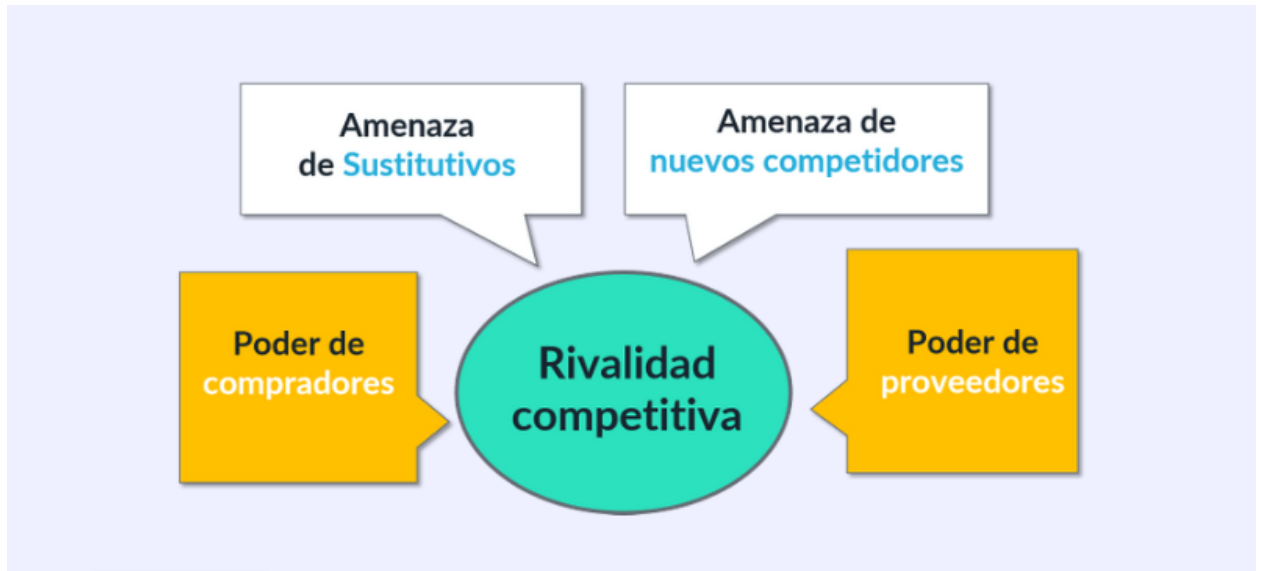 Amenaza
de Sustitutivos
Amenaza de
nuevos competidores
Poder de
compradores
Rivalidad
competitiva
Poder de
proveedores